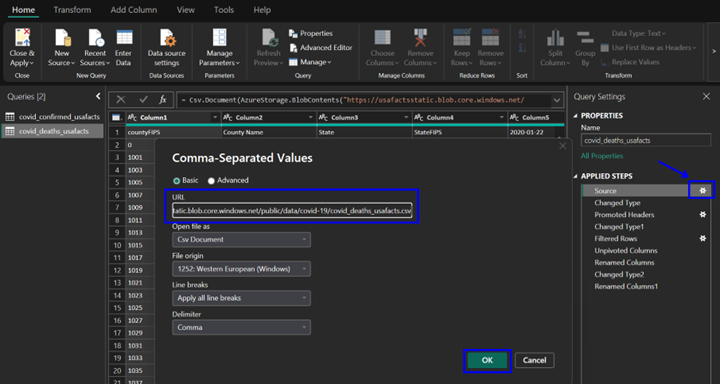 Home
Transform
Add Column
View
Tools
Help
Close &
Apply
New
Source
Recent
Sources
Enter
Data
Data source
settings
Manage
Parameters
Refresh
Preview
Properties
Advanced Editor
Manage
Choose
Columns
Remove
Columns
Keep
Rows
Remove
Rows
Split
Column
Group
By
Data Type: Text
Use First Row as Headers
Replace Values
Close
New Query
Data Sources
Parameters
Query
Manage Columns
Reduce Rows
Sort
Transform
Queries [2]
covid_confirmed_usafacts
covid_deaths_usafacts
fx
= Csv.Document(AzureStorage.BlobContents("https://usafactsstatic.blob.core.windows.net/
Column1
Column2
Column3
Column4
Column5
1
countyFIPS
County Name
State
StateFIPS
2020-01-22
2
0
3
1001
4
1003
5
1005
6
1007
7
1009
8
1011
9
1013
10
1015
11
1017
12
1019
13
1021
14
1023
15
1025
16
1027
17
1029
18
1031
19
1033
20
1035
21
1037
Comma-Separated Values
Basic
Advanced
URL
tatic.blob.core.windows.net/public/data/covid-19/covid_deaths_usafacts.csv
Open file as
Csv Document
File origin
1252: Western European (Windows)
Line breaks
Apply all line breaks
Delimiter
Comma
OK
Cancel
Query Settings
PROPERTIES
Name
covid_deaths_usafacts
All Properties
APPLIED STEPS
Source
Changed Type
Promoted Headers
Changed Type1
Filtered Rows
Unpivoted Columns
Renamed Columns
Changed Type2
Renamed Columns1